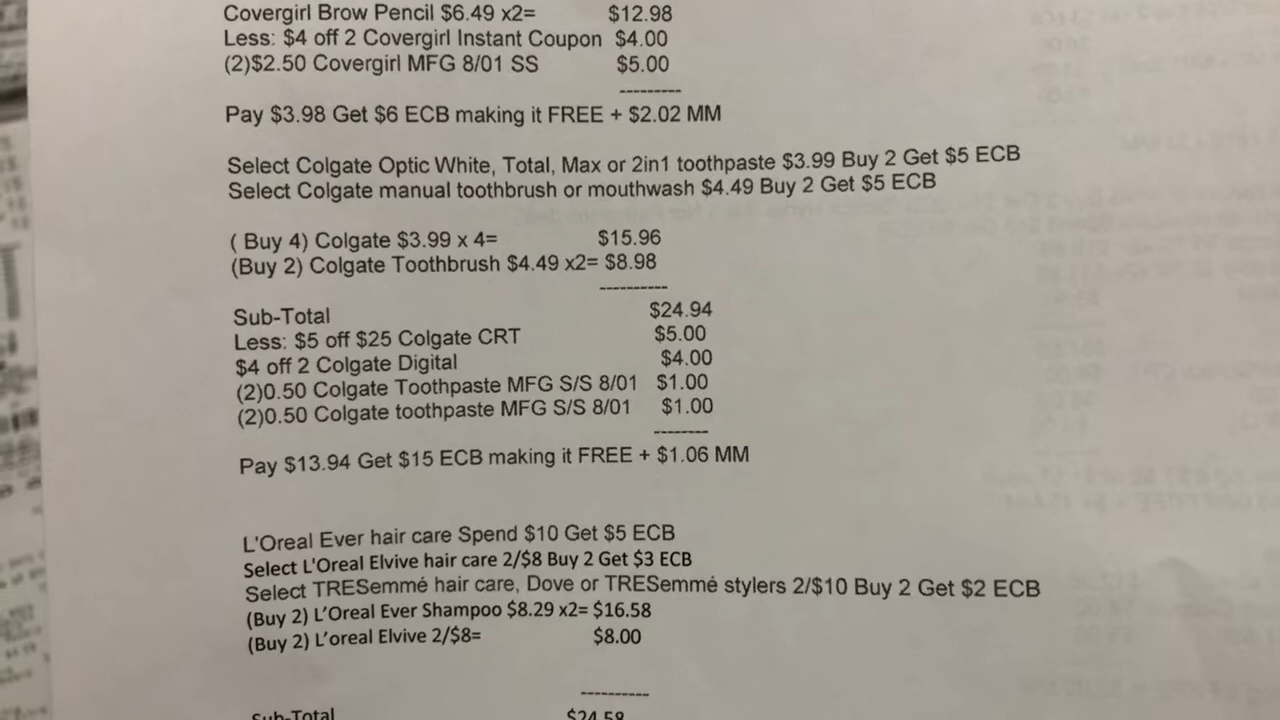 Covergirl Brow Pencil $6.49 x2= $12.98
Less: $4 off 2 Covergirl Instant Coupon $4.00
(2)$2.50 Covergirl MFG 8/01 SS $5.00
----------
Pay $3.98 Get $6 ECB making it FREE + $2.02 MM
Select Colgate Optic White, Total, Max or 2in1 toothpaste $3.99 Buy 2 Get $5 ECB
Select Colgate manual toothbrush or mouthwash $4.49 Buy 2 Get $5 ECB
( Buy 4) Colgate $3.99 x 4= $15.96
(Buy 2) Colgate Toothbrush $4.49 x2= $8.98
-----------
Sub-Total $24.94
Less: $5 off $25 Colgate CRT $5.00
$4 off 2 Colgate Digital $4.00
(2)0.50 Colgate Toothpaste MFG S/S 8/01 $1.00
(2)0.50 Colgate toothpaste MFG S/S 8/01 $1.00
---------
Pay $13.94 Get $15 ECB making it FREE + $1.06 MM
L'Oreal Ever hair care Spend $10 Get $5 ECB
Select L'Oreal Elvive hair care 2/$8 Buy 2 Get $3 ECB
Select TRESemmé hair care, Dove or TRESemmé stylers 2/$10 Buy 2 Get $2 ECB
(Buy 2) L'Oreal Ever Shampoo $8.29 x2= $16.58
(Buy 2) L'oreal Elvive 2/$8= $8.00
-----------
Sub-Total $24.58